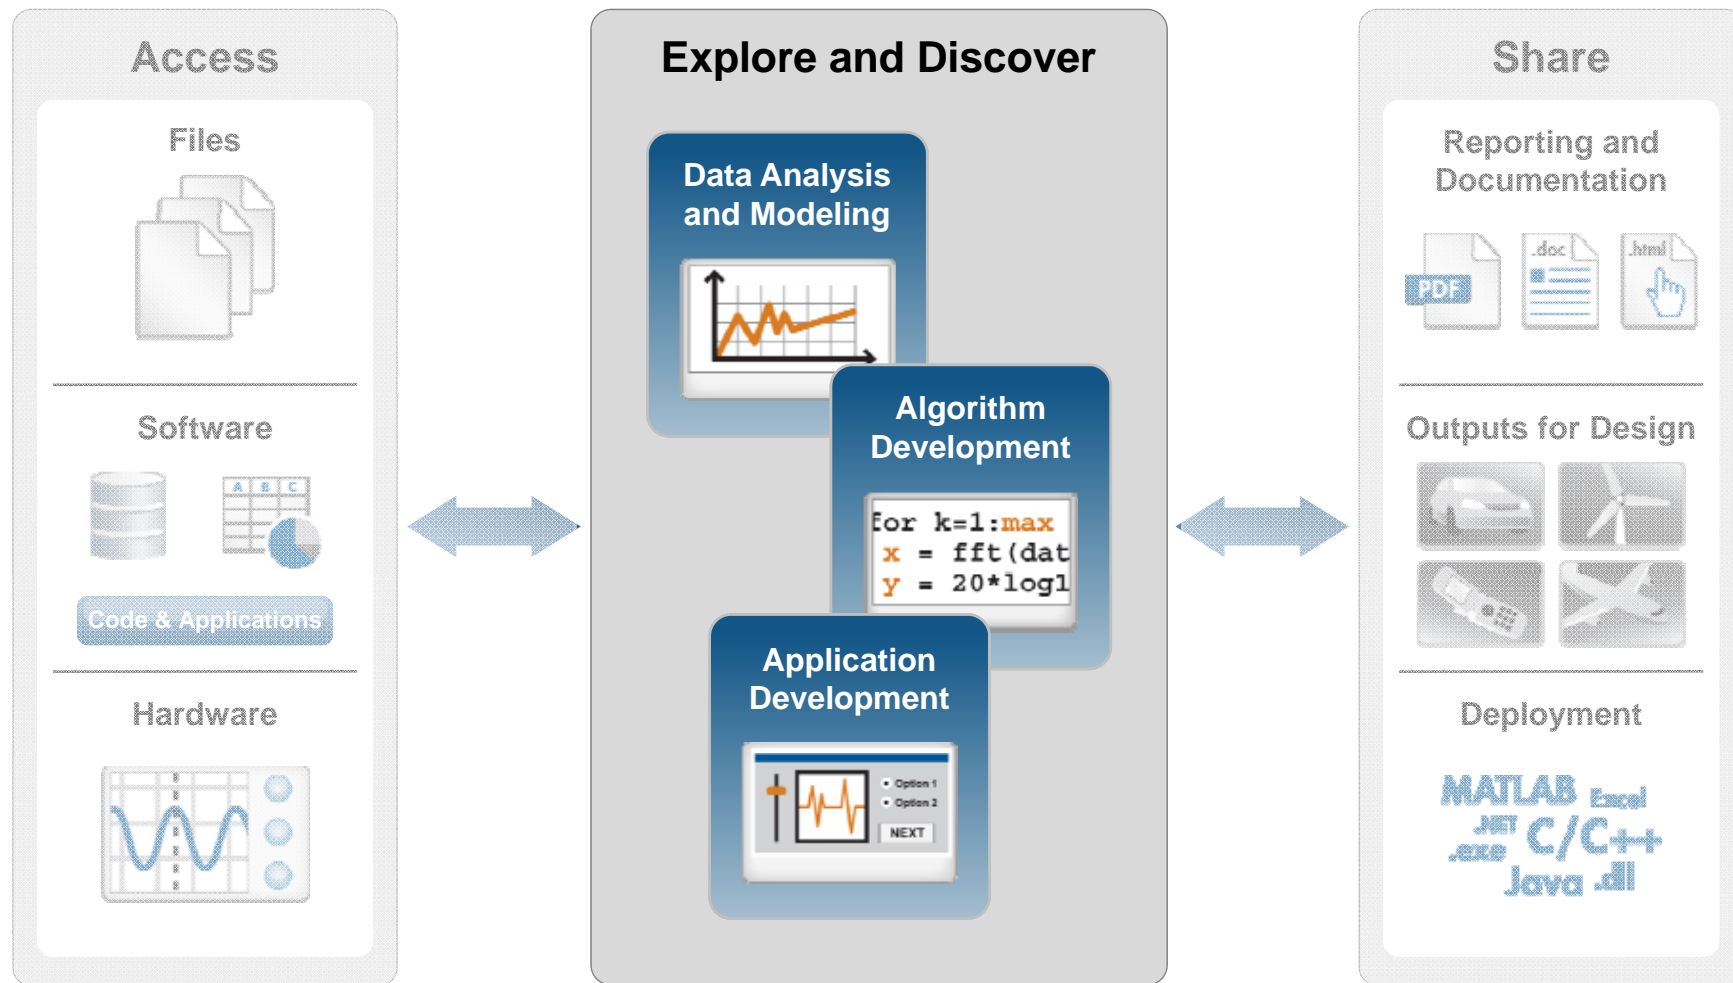 Access
Files
Software
A B C
Code & Applications
Hardware
Explore and Discover
Data Analysis
and Modeling
Algorithm
Development
for k=1:max
x = fft(dat
y = 20*log1
Application
Development
Option 1
Option 2
NEXT
Share
Reporting and
Documentation
PDF
.doc
.html
Outputs for Design
Deployment
MATLAB Excel
.NET C/C++
.exe
Java .dll